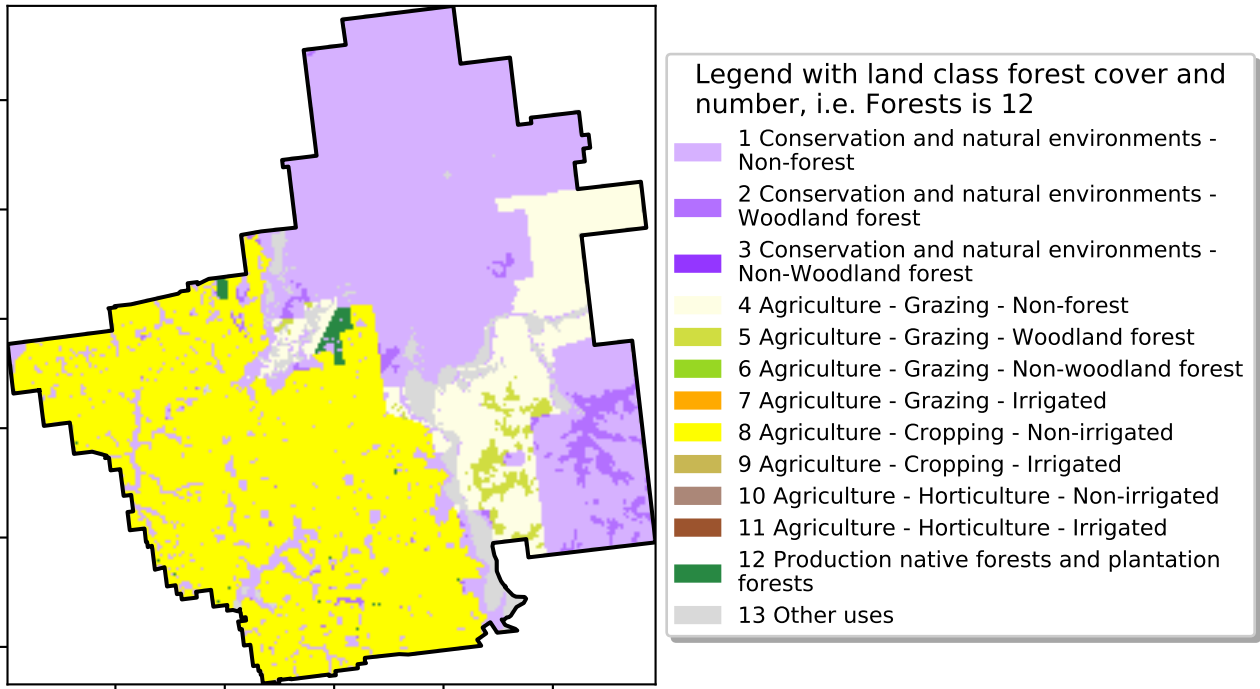 Legend with land class forest cover and
number, i.e. Forests is 12
1 Conservation and natural environments -
Non-forest
2 Conservation and natural environments -
Woodland forest
3 Conservation and natural environments -
Non-Woodland forest
4 Agriculture - Grazing - Non-forest
5 Agriculture - Grazing - Woodland forest
6 Agriculture - Grazing - Non-woodland forest
7 Agriculture - Grazing - Irrigated
8 Agriculture - Cropping - Non-irrigated
9 Agriculture - Cropping - Irrigated
10 Agriculture - Horticulture - Non-irrigated
11 Agriculture - Horticulture - Irrigated
12 Production native forests and plantation
forests
13 Other uses